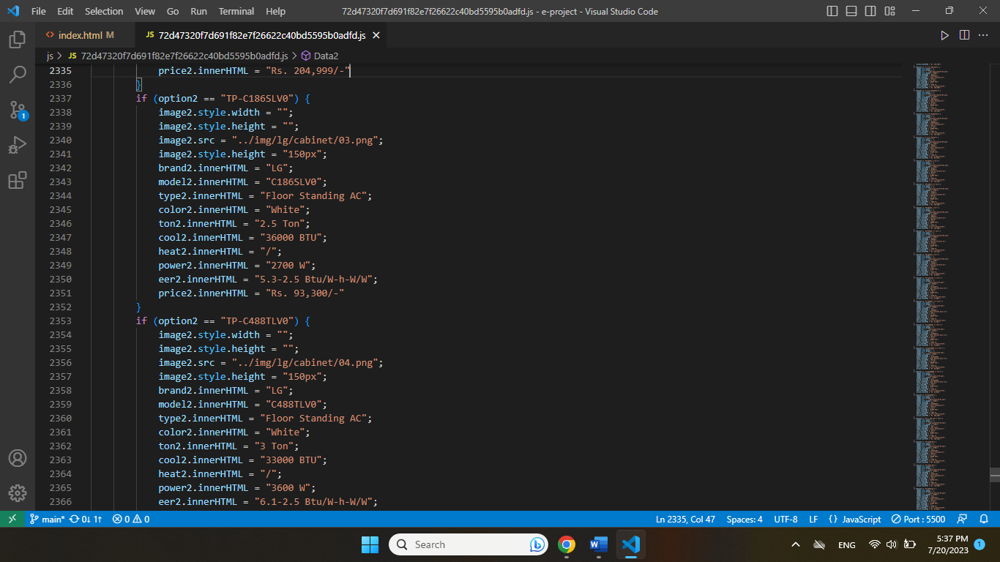 File Edit Selection View Go Run Terminal Help 72d47320f7d691f82e7f26622c40bd5595b0adfd.js - e-project - Visual Studio Code
<> index.html M JS 72d47320f7d691f82e7f26622c40bd5595b0adfd.js
js > JS 72d47320f7d691f82e7f26622c40bd5595b0adfd.js > Data2
2335 price2.innerHTML = "Rs. 204,999/-"
2336 }
2337 if (option2 == "TP-C186SLV0") {
2338 image2.style.width = "";
2339 image2.style.height = "";
2340 image2.src = "../img/lg/cabinet/03.png";
2341 image2.style.height = "150px";
2342 brand2.innerHTML = "LG";
2343 model2.innerHTML = "C186SLV0";
2344 type2.innerHTML = "Floor Standing AC";
2345 color2.innerHTML = "White";
2346 ton2.innerHTML = "2.5 Ton";
2347 cool2.innerHTML = "36000 BTU";
2348 heat2.innerHTML = "/";
2349 power2.innerHTML = "2700 W";
2350 eer2.innerHTML = "5.3-2.5 Btu/W-h-W/W";
2351 price2.innerHTML = "Rs. 93,300/-"
2352 }
2353 if (option2 == "TP-C488TLV0") {
2354 image2.style.width = "";
2355 image2.style.height = "";
2356 image2.src = "../img/lg/cabinet/04.png";
2357 image2.style.height = "150px";
2358 brand2.innerHTML = "LG";
2359 model2.innerHTML = "C488TLV0";
2360 type2.innerHTML = "Floor Standing AC";
2361 color2.innerHTML = "White";
2362 ton2.innerHTML = "3 Ton";
2363 cool2.innerHTML = "33000 BTU";
2364 heat2.innerHTML = "/";
2365 power2.innerHTML = "3600 W";
2366 eer2.innerHTML = "6.1-2.5 Btu/W-h-W/W";
1
main* 0↓ 1↑ 0 0 Ln 2335, Col 47 Spaces: 4 UTF-8 LF {} JavaScript Port : 5500
Search ENG 5:37 PM
7/20/2023 1